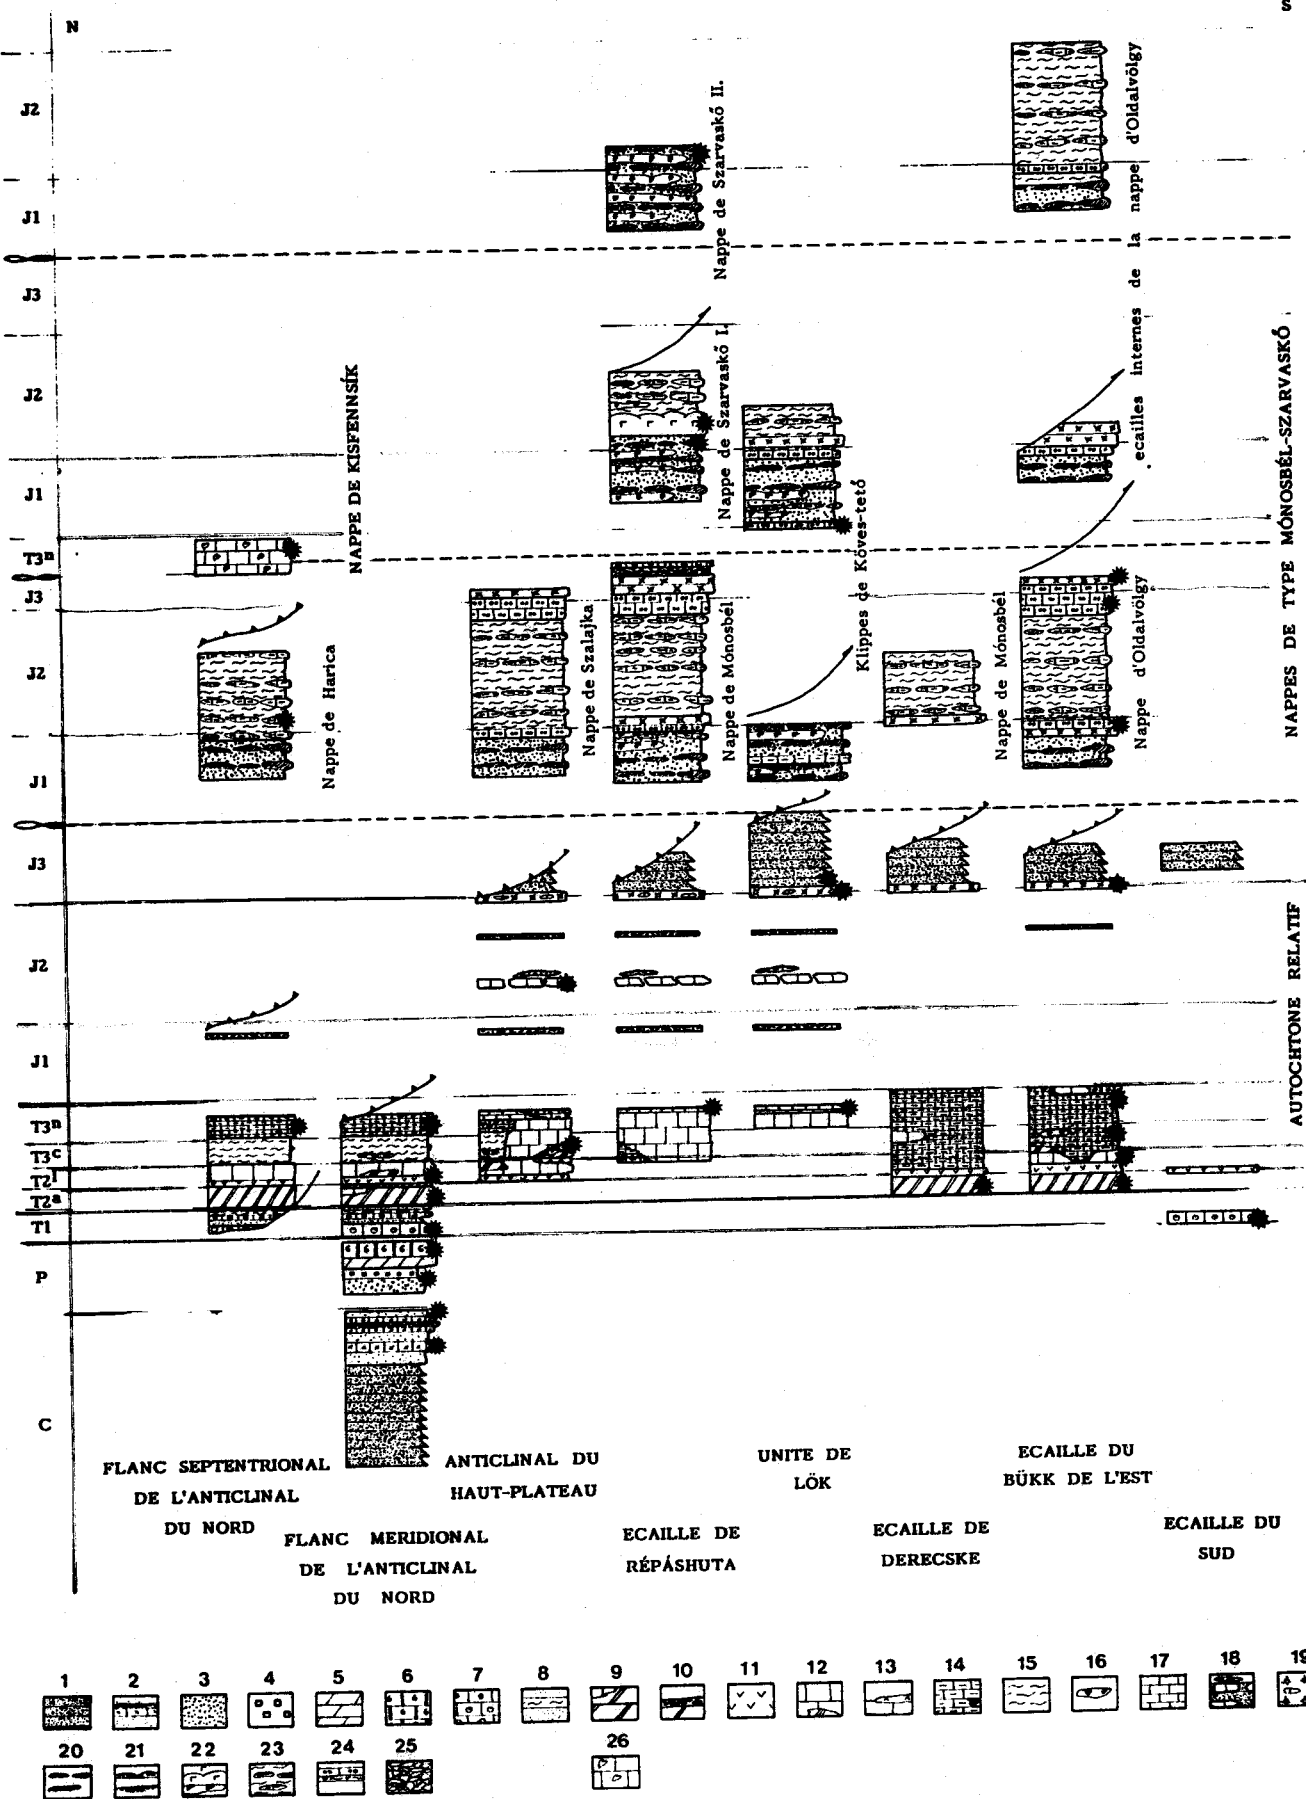 N
S
J2
J1
J3
J2
J1
T3n
J3
J2
J1
J3
J2
J1
T3n
T3c
T2l
T2a
T1
P
C
NAPPE DE KISFENNSÍK
Nappe de Harica
Nappe de Szalajka
Nappe de Szarvaskő II.
Nappe de Szarvaskő I.
Nappe de Mónosbél
Klippes de Köves-tető
Nappe de Mónosbél
ecailles internes de la nappe d'Oldalvölgy
Nappe d'Oldalvölgy
NAPPES DE TYPE MÓNOSBÉL-SZARVASKŐ
AUTOCHTONE RELATIF
FLANC SEPTENTRIONAL
DE L'ANTICLINAL
DU NORD
FLANC MERIDIONAL
DE L'ANTICLINAL
DU NORD
ANTICLINAL DU
HAUT-PLATEAU
ECAILLE DE
RÉPÁSHUTA
UNITE DE
LÖK
ECAILLE DE
DERECSKE
ECAILLE DU
BÜKK DE L'EST
ECAILLE DU
SUD
1 2 3 4 5 6 7 8 9 10 11 12 13 14 15 16 17 18 19
20 21 22 23 24 25 26